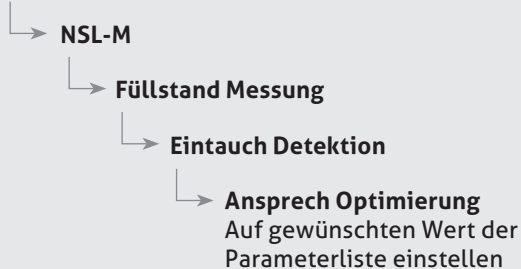 NSL-M
Füllstand Messung
Eintauch Detektion
Ansprech Optimierung
Auf gewünschten Wert der
Parameterliste einstellen